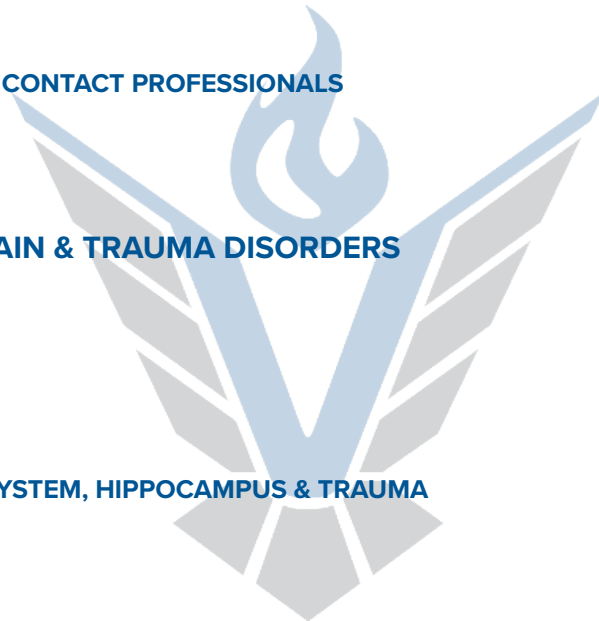 CONTACT PROFESSIONALS
AIN & TRAUMA DISORDERS
YSTEM, HIPPOCAMPUS & TRAUMA